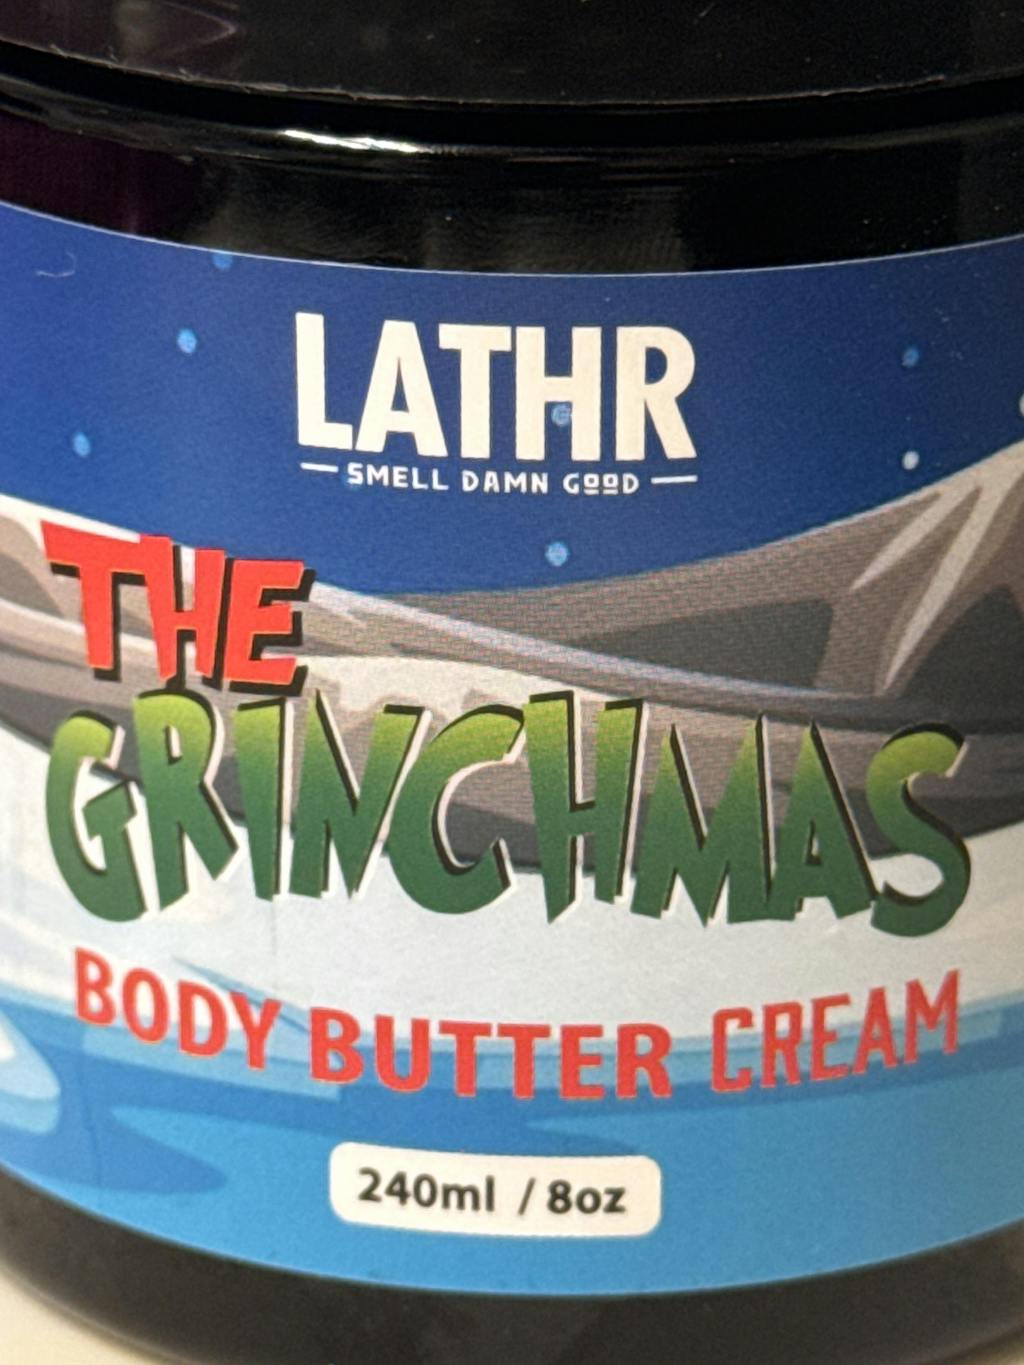 LATHR
SMELL DAMN GOOD
THE
GRINCHMAS
BODY BUTTER CREAM
240ml / 8oz